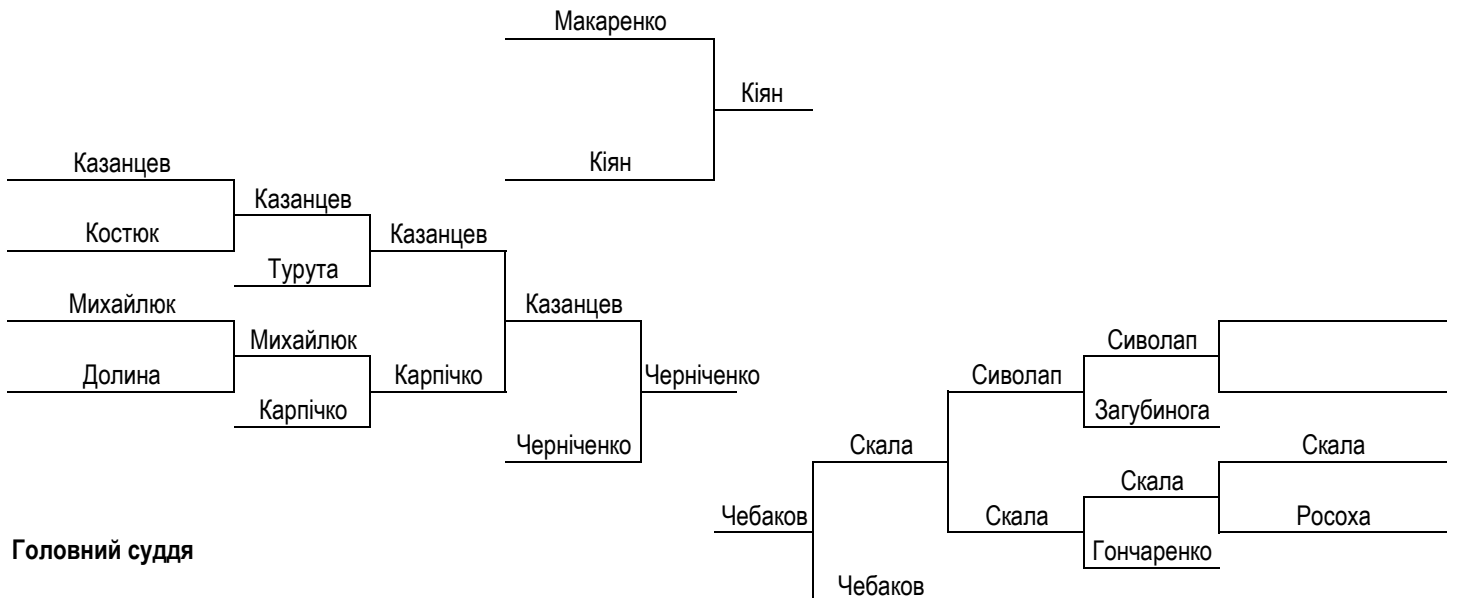 Макаренко
Кіян
Кіян
Казанцев
Казанцев
Костюк
Казанцев
Турута
Михайлюк
Казанцев
Михайлюк
Сиволап
Долина
Карпічко
Черніченко
Сиволап
Карпічко
Загубинога
Черніченко
Скала
Скала
Скала
Чебаков
Скала
Росоха
Головний суддя
Гончаренко
Чебаков